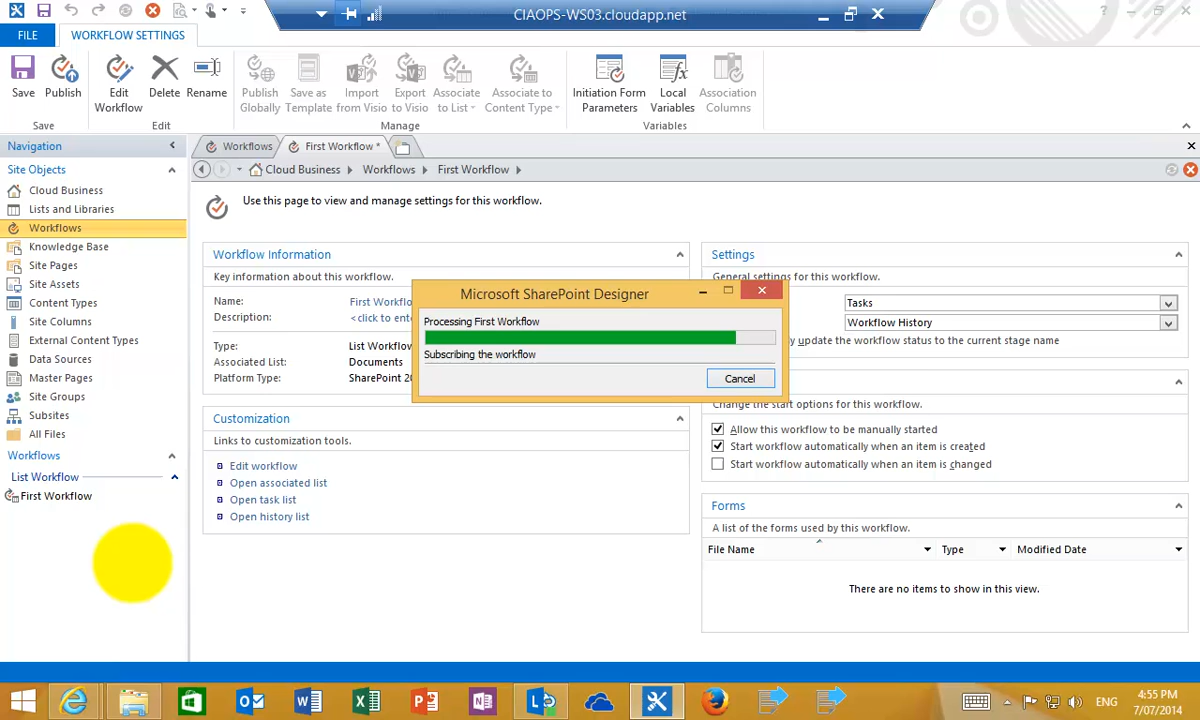 CIAOPS-WS03.cloudapp.net
FILE
WORKFLOW SETTINGS
Save
Publish
Edit
Workflow
Delete
Rename
Publish
Globally
Save as
Template
Import
from Visio
Export
to Visio
Associate
to List
Associate to
Content Type
Initiation Form
Parameters
Local
Variables
Association
Columns
Save
Edit
Manage
Variables
Navigation
Workflows
First Workflow *
Site Objects
Cloud Business
Workflows
First Workflow
Cloud Business
Lists and Libraries
Workflows
Knowledge Base
Site Pages
Site Assets
Content Types
Site Columns
External Content Types
Data Sources
Master Pages
Site Groups
Subsites
All Files
Workflows
List Workflow
First Workflow
Use this page to view and manage settings for this workflow.
Workflow Information
Key information about this workflow.
Name: First Workflo
Description: <click to ent
Type: List Workflow
Associated List: Documents
Platform Type: SharePoint 20
Customization
Links to customization tools.
Edit workflow
Open associated list
Open task list
Open history list
Microsoft SharePoint Designer
Processing First Workflow
Subscribing the workflow
Cancel
Settings
General settings for this workflow.
Tasks
Workflow History
y update the workflow status to the current stage name
Change the start options for this workflow.
Allow this workflow to be manually started
Start workflow automatically when an item is created
Start workflow automatically when an item is changed
Forms
A list of the forms used by this workflow.
File Name
Type
Modified Date
There are no items to show in this view.
ENG
4:55 PM
7/07/2014